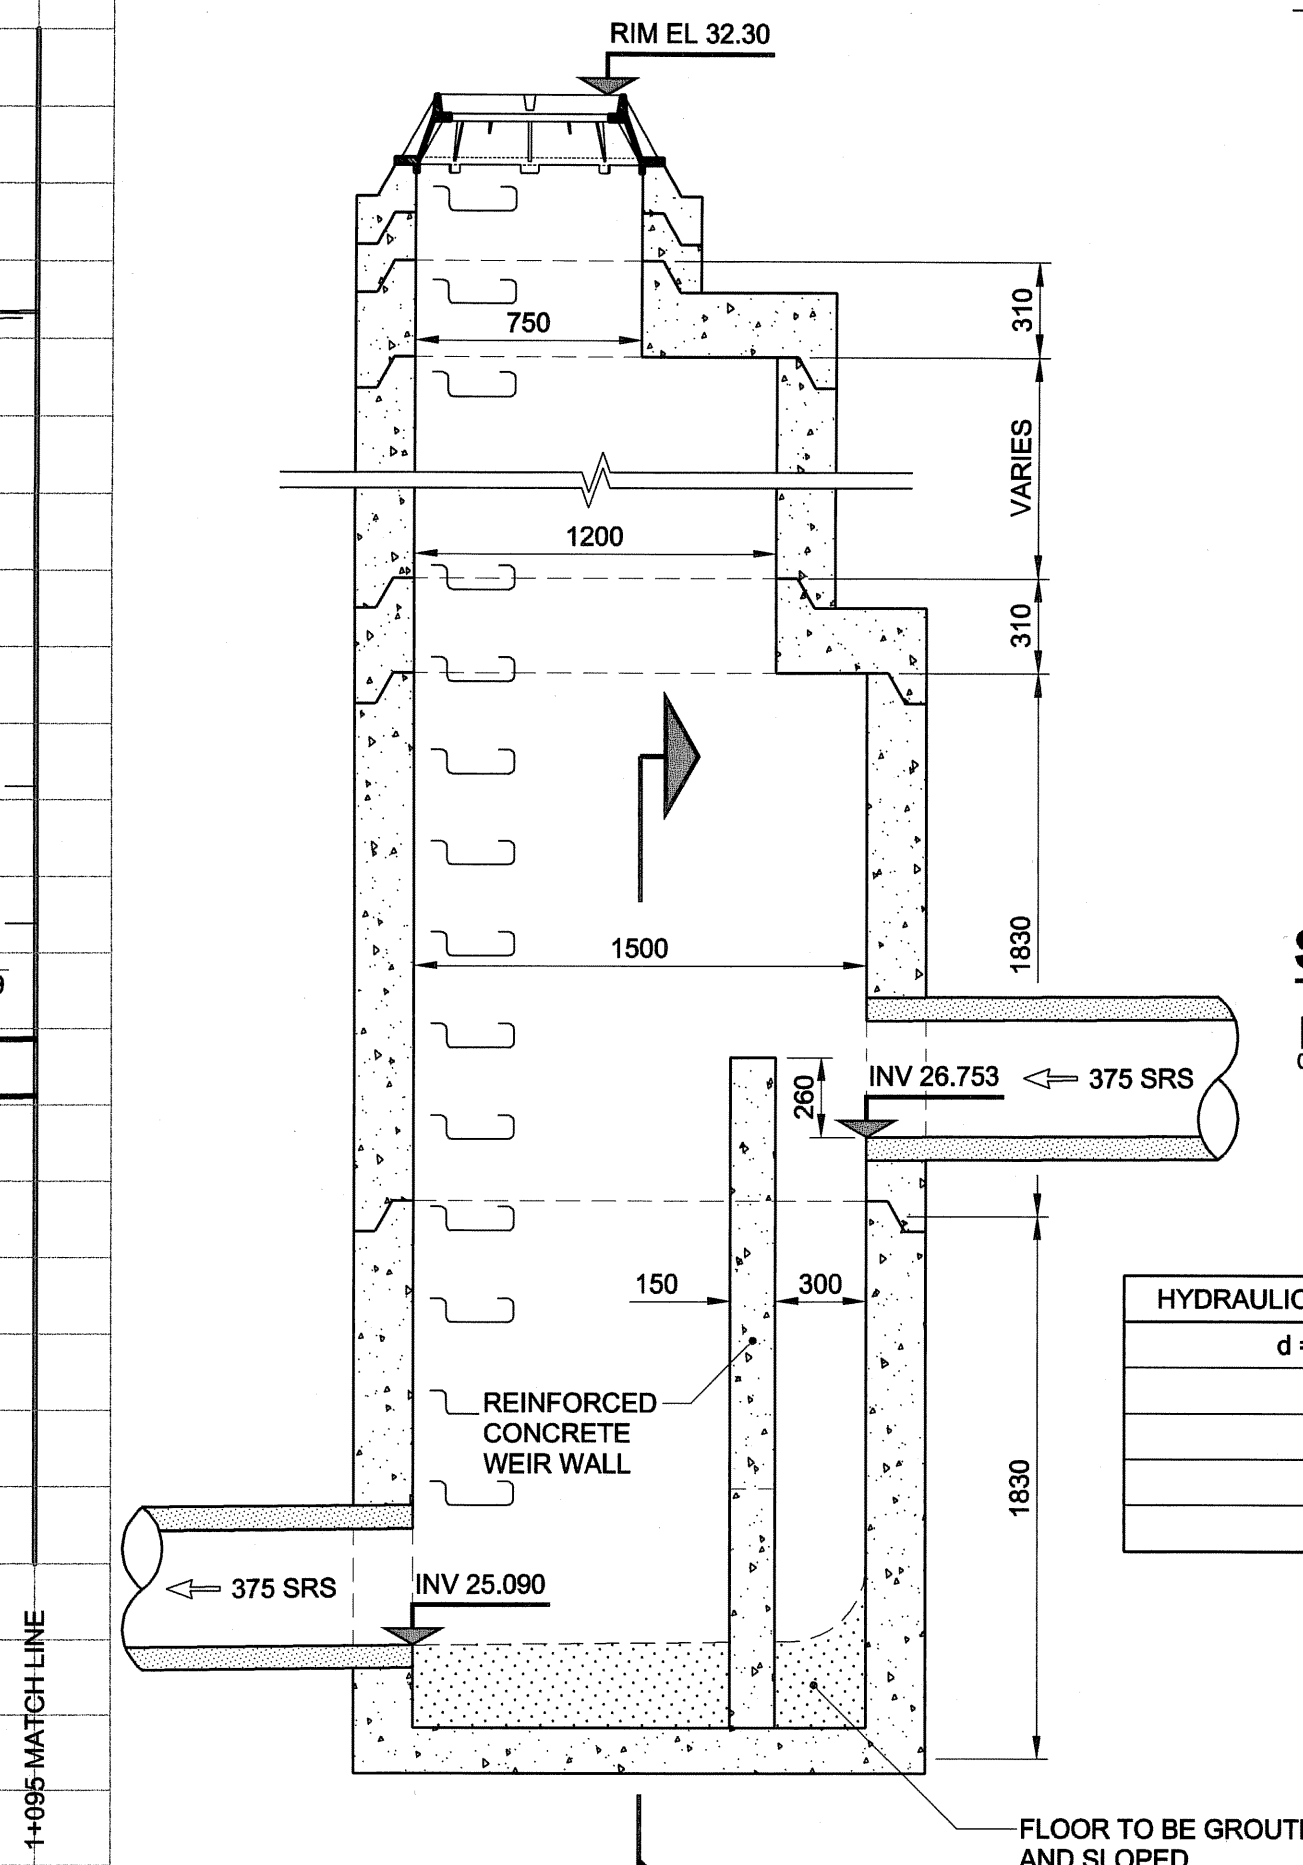 RIM EL 32.30
310
750
VARIES
1200
310
1500
1830
260
INV 26.753
375 SRS
150
300
HYDRAULIC
d =
REINFORCED
CONCRETE
WEIR WALL
1830
375 SRS
INV 25.090
1+095 MATCH LINE
FLOOR TO BE
AND SLOPED